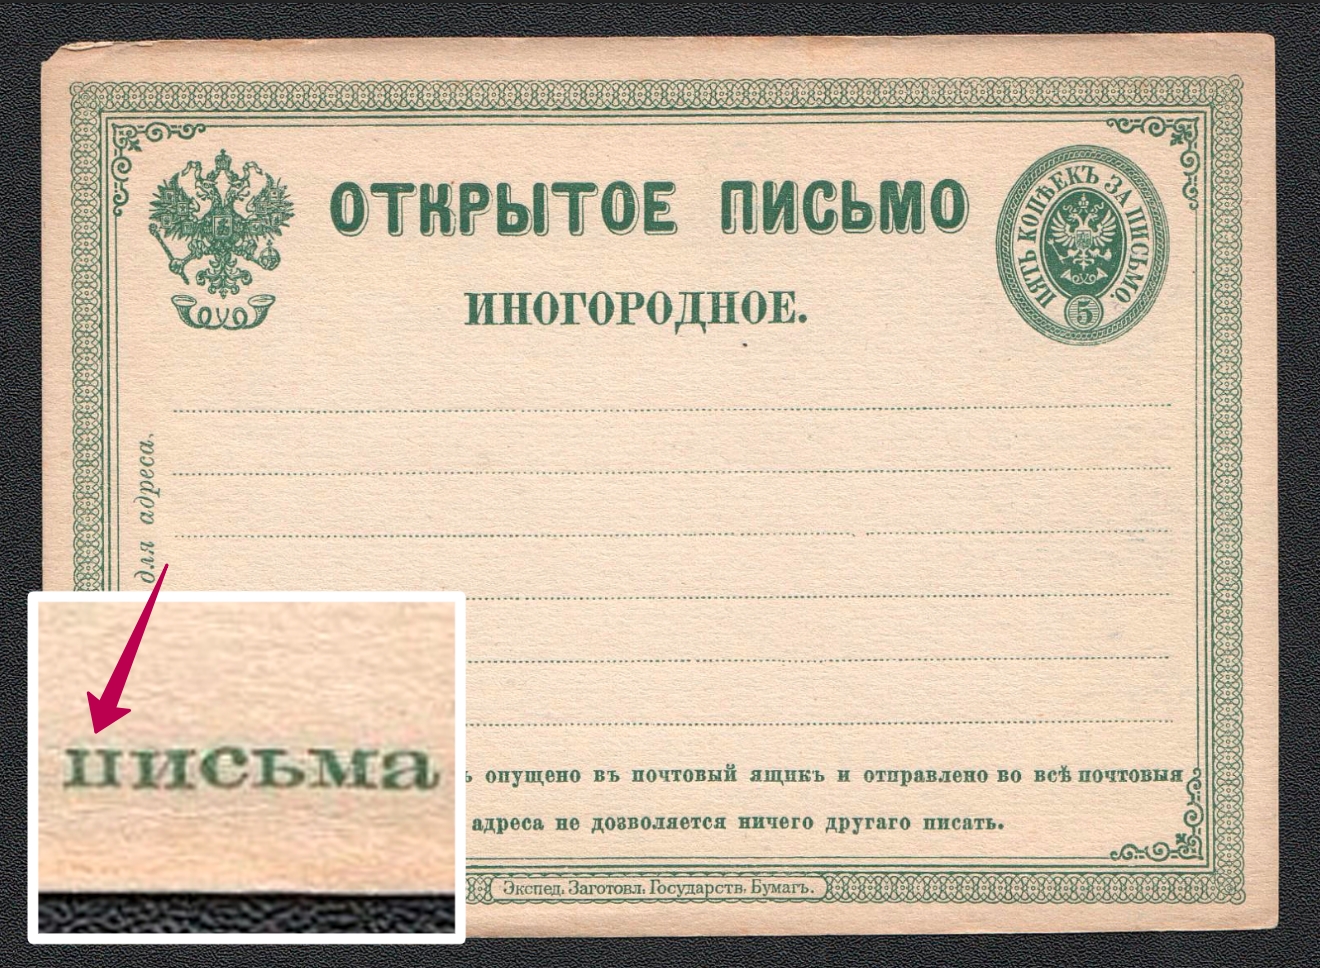 ОТКРЫТОЕ ПИСЬМО
ПЯТЬ КОПѢЕКЪ ЗА ПИСЬМО.
5
ИНОГОРОДНОЕ.
для адреса.
письма
опущено въ почтовый ящикъ и отправлено во всѣ почтовыя
адреса не дозволяется ничего другаго писать.
Экспед. Заготовл. Государств. Бумагъ.